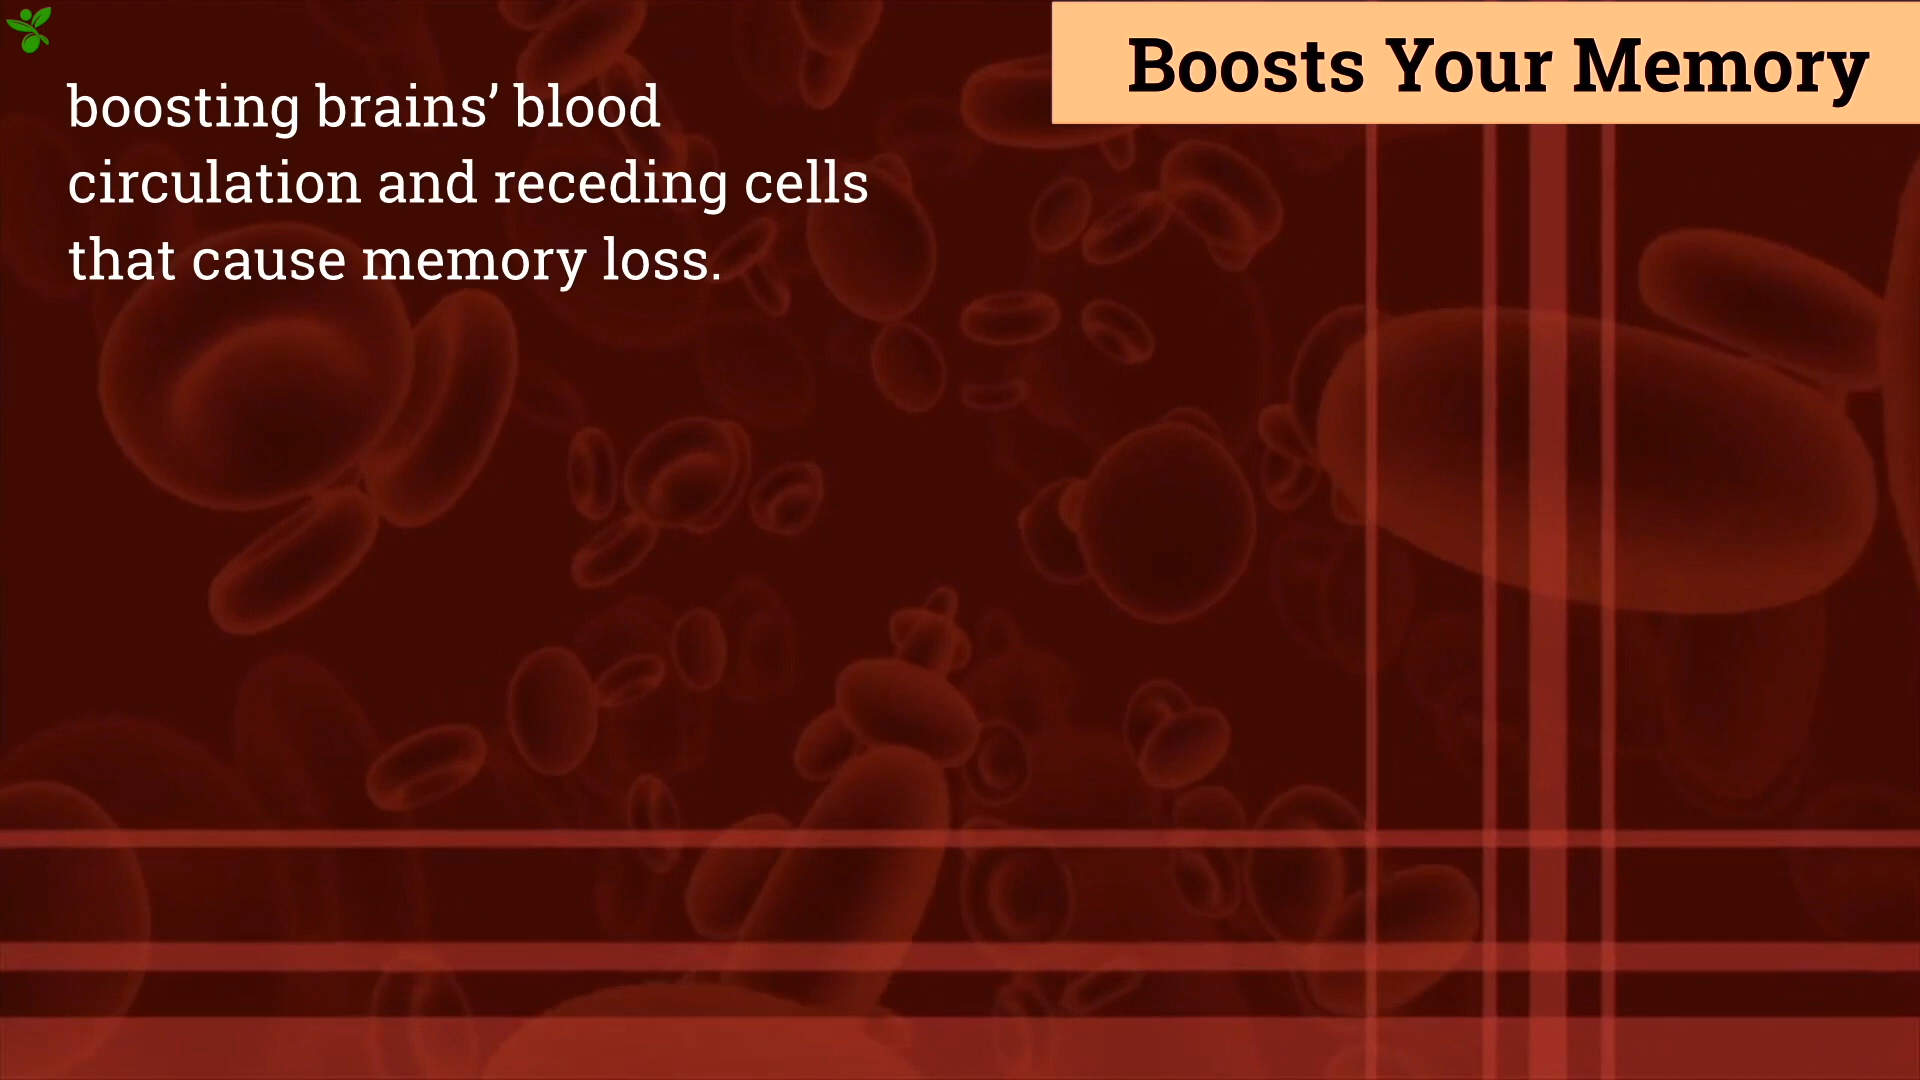 Boosts Your Memory
boosting brains’ blood
circulation and receding cells
that cause memory loss.